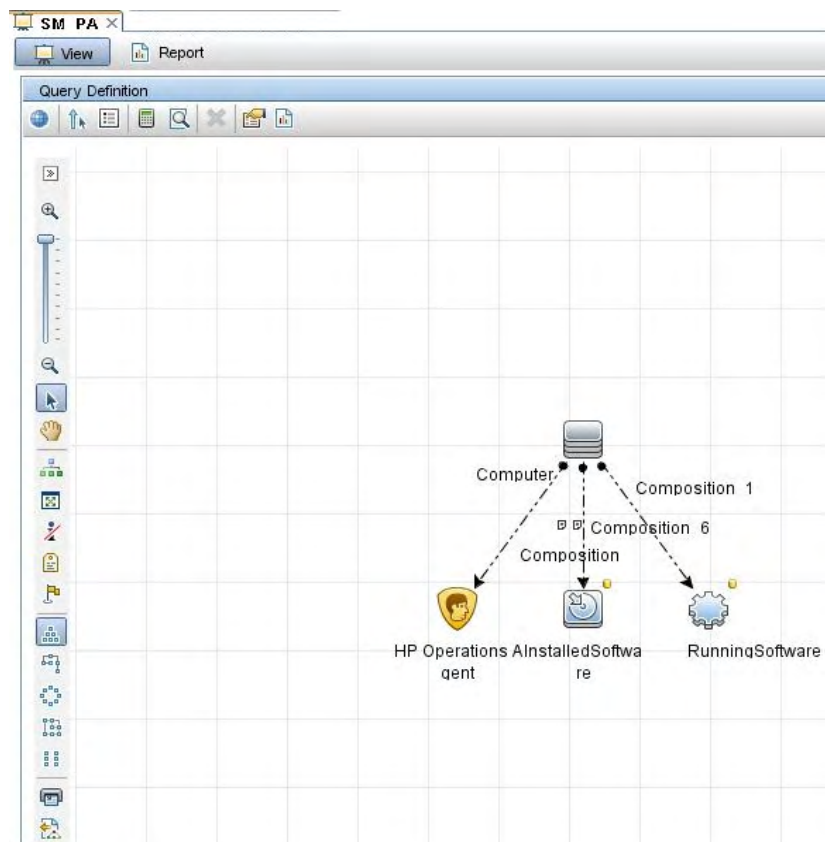 SM PA
View Report
Query Definition
Computer
Composition 1
Composition 6
Composition
HP Operations AInstalledSoftwa RunningSoftware
gent re